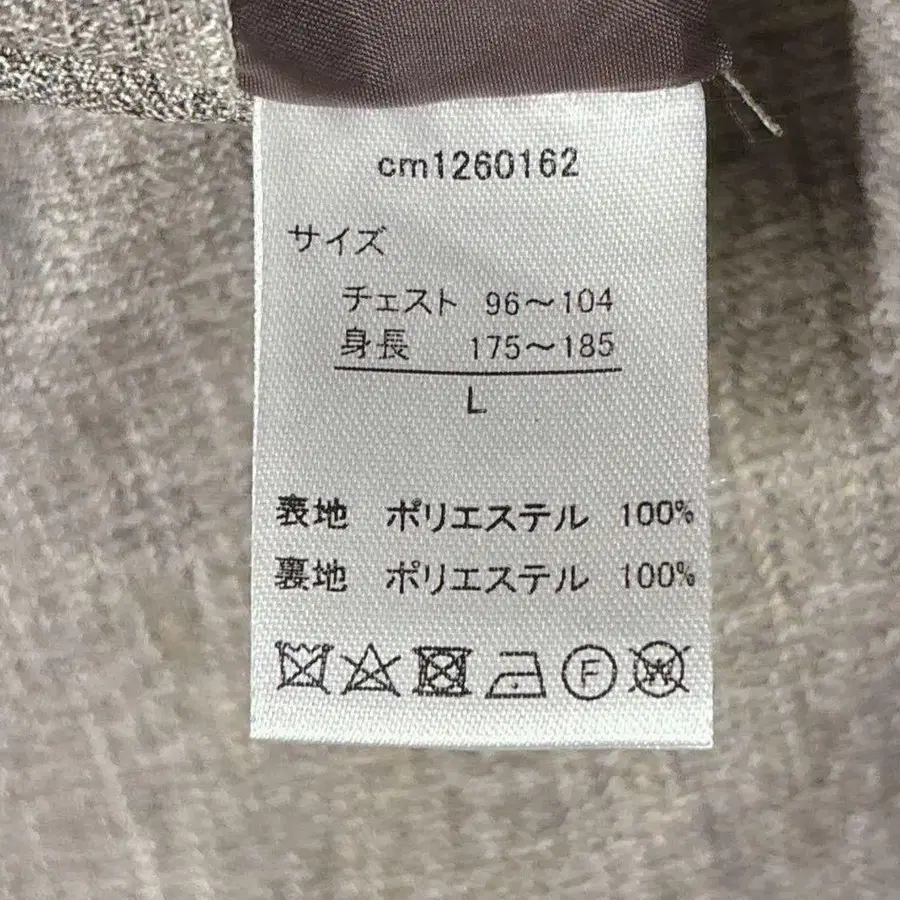 cm1260162
サイズ
チェスト 96～104
身長 175～185
L
表地 ポリエステル 100%
裏地 ポリエステル 100%
F W